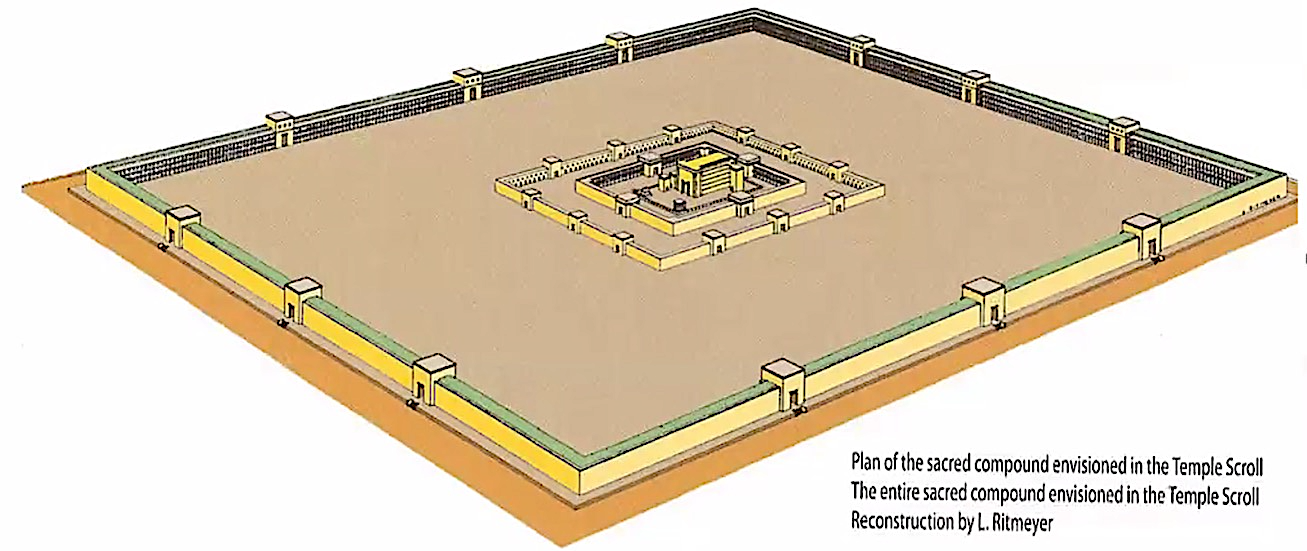 Plan of the sacred compound envisioned in the Temple Scroll
The entire sacred compound envisioned in the Temple Scroll
Reconstruction by L. Ritmeyer